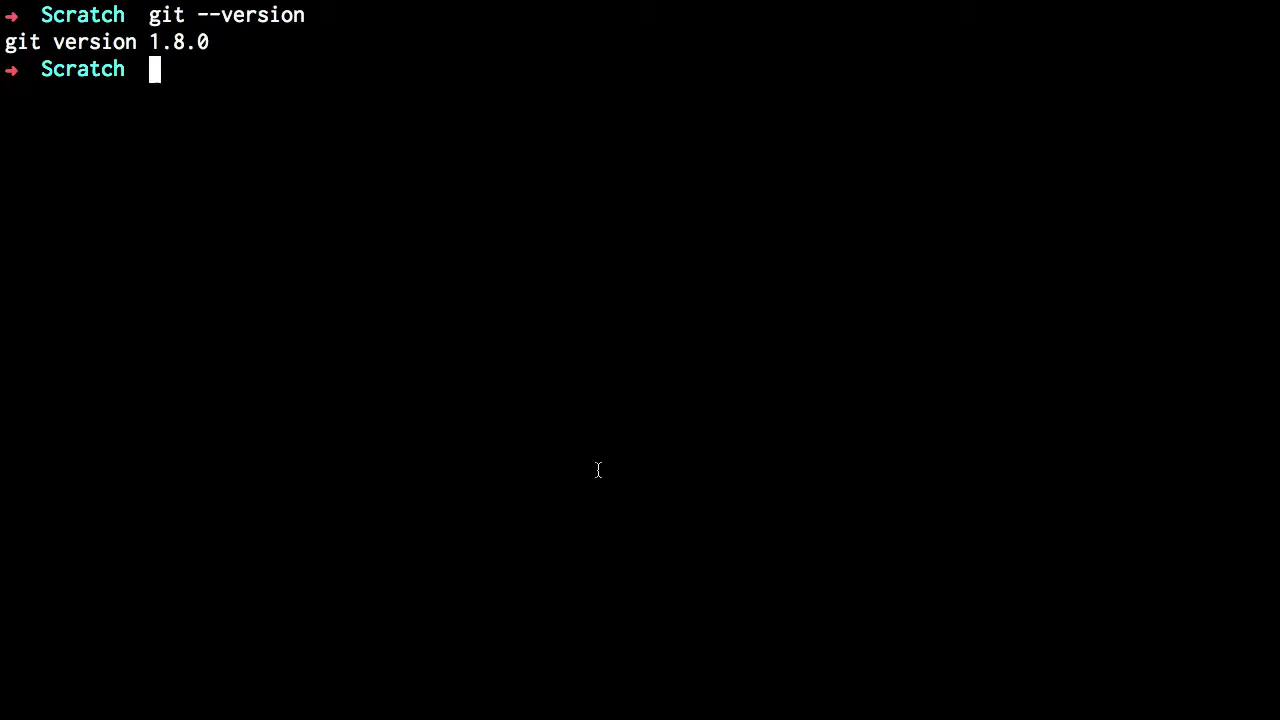 ➜  Scratch  git --version
git version 1.8.0
➜  Scratch